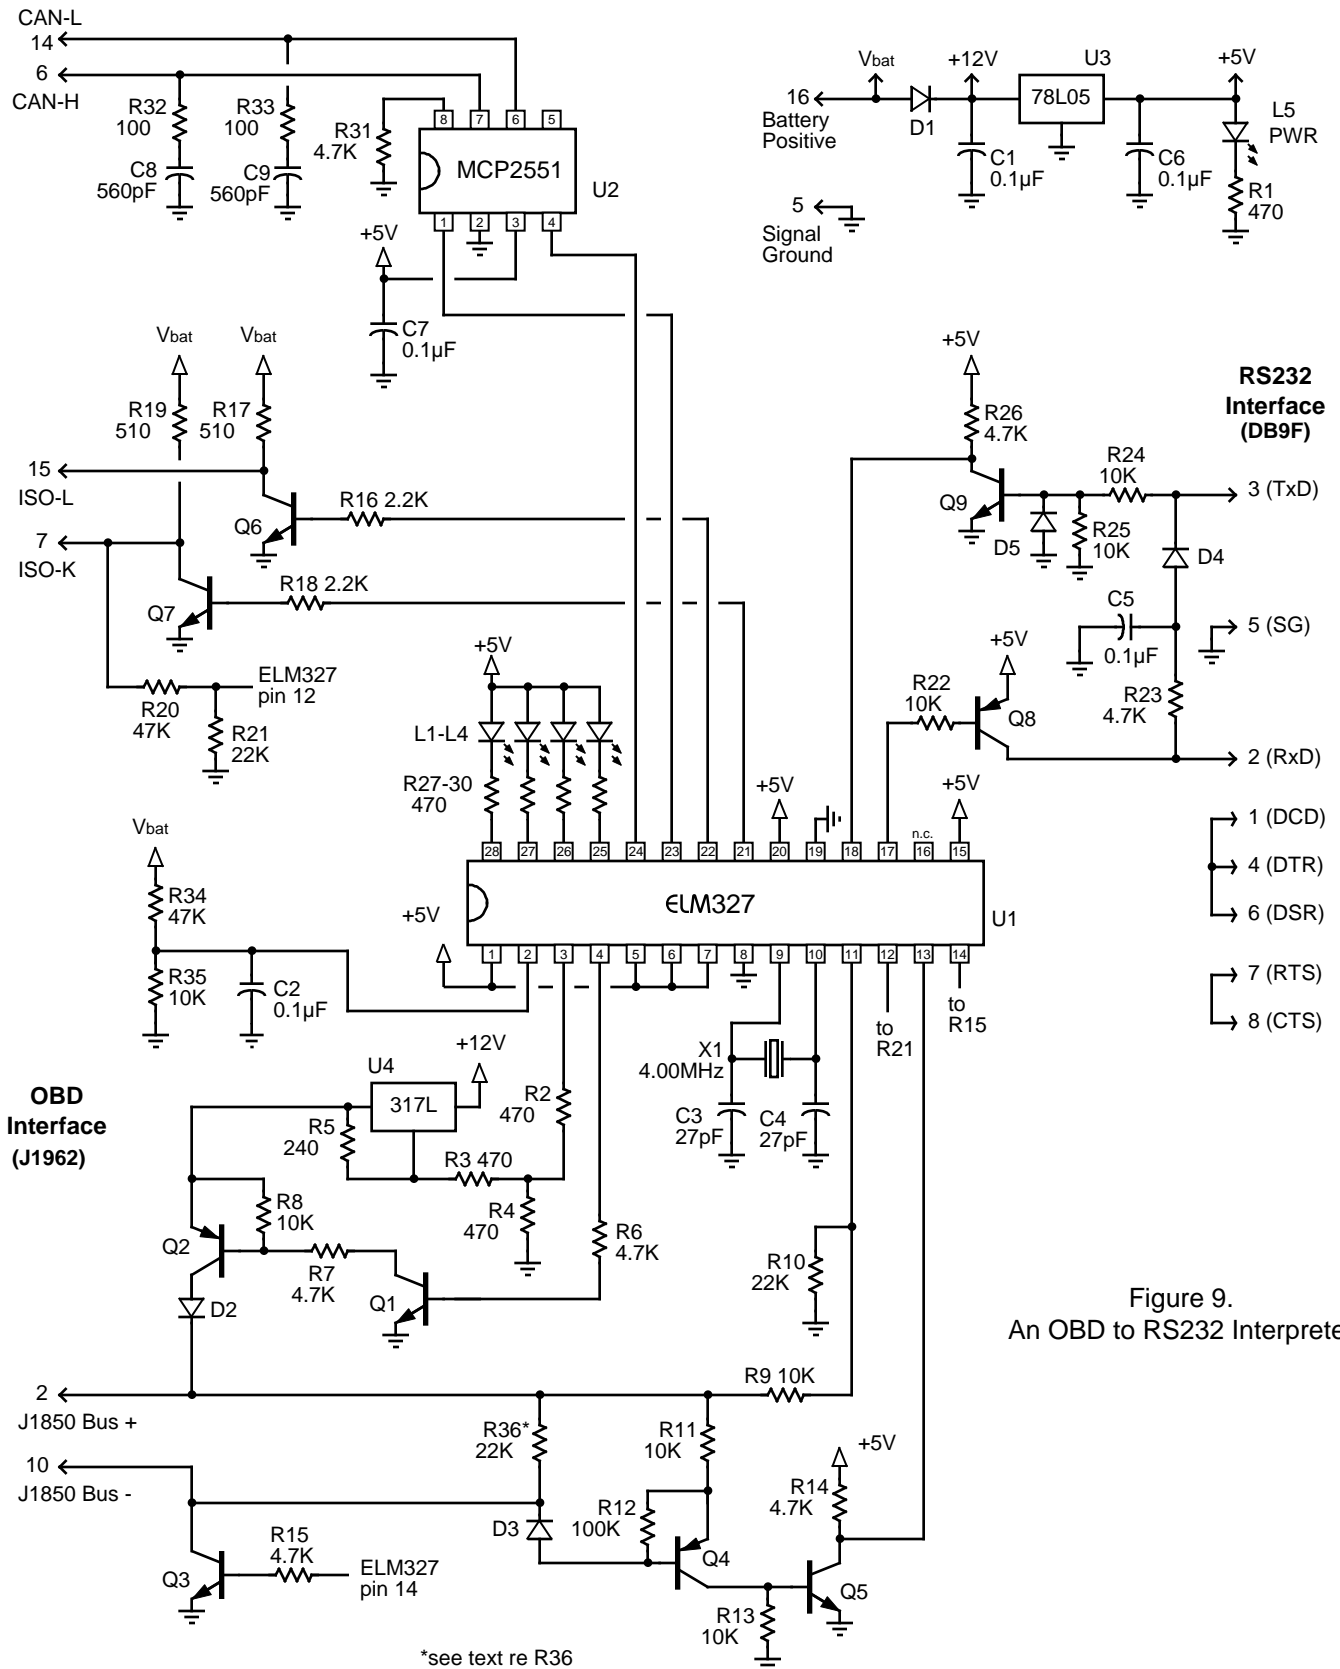 CAN-L
14
6
CAN-H
R32
100
C8
560pF
R33
100
C9
560pF
R31
4.7K
8
7
6
5
MCP2551
U2
1
2
3
4
+5V
C7
0.1µF
Vbat
+12V
U3
+5V
16
Battery
Positive
D1
78L05
L5
PWR
C1
0.1µF
C6
0.1µF
R1
470
5
Signal
Ground
Vbat
Vbat
R19
510
R17
510
15
ISO-L
Q6
R16 2.2K
7
ISO-K
Q7
R18 2.2K
R20
47K
ELM327
pin 12
R21
22K
+5V
R26
4.7K
RS232
Interface
(DB9F)
R24
10K
3 (TxD)
Q9
D5
R25
10K
D4
C5
0.1µF
5 (SG)
+5V
R22
10K
Q8
R23
4.7K
2 (RxD)
+5V
L1-L4
R27-30
470
+5V
+5V
n.c.
28
27
26
25
24
23
22
21
20
19
18
17
16
15
ELM327
U1
1
2
3
4
5
6
7
8
9
10
11
12
13
14
1 (DCD)
4 (DTR)
6 (DSR)
7 (RTS)
8 (CTS)
Vbat
R34
47K
R35
10K
C2
0.1µF
+5V
to
R21
to
R15
X1
4.00MHz
C3
27pF
C4
27pF
OBD
Interface
(J1962)
U4
+12V
317L
R5
240
R2
470
R3 470
R4
470
R6
4.7K
R8
10K
Q2
R7
4.7K
Q1
D2
R10
22K
Figure 9.
An OBD to RS232 Interprete
2
J1850 Bus +
R9 10K
R36*
22K
R11
10K
10
J1850 Bus -
D3
R12
100K
Q4
+5V
R14
4.7K
Q5
R13
10K
Q3
R15
4.7K
ELM327
pin 14
*see text re R36